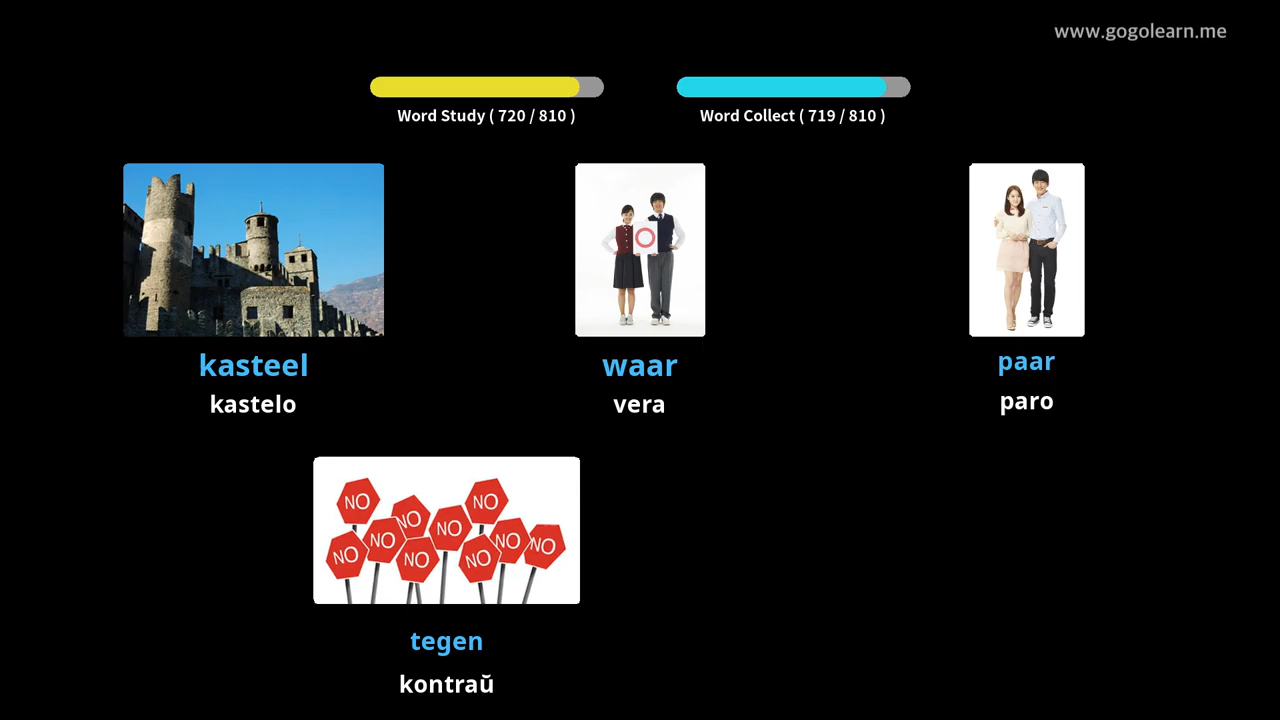 www.gogolearn.me
Word Study ( 720 / 810 )
Word Collect ( 719 / 810 )
kasteel
kastelo
waar
vera
paar
paro
NO
NO
NO
NO
NO
NO
NO
NO
NO
NO
tegen
kontraŭ